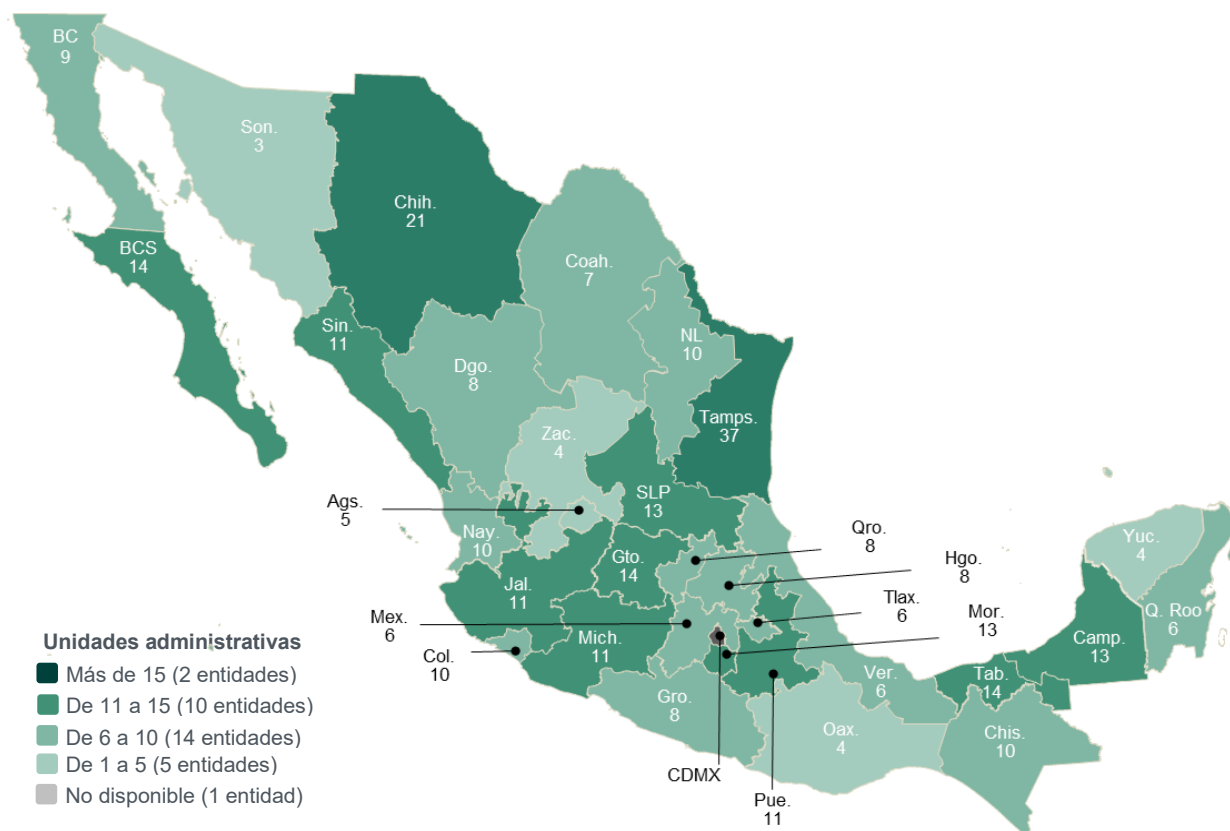 BC
9
Son.
3
Chih.
21
BCS
14
Coah.
7
Sin.
11
NL
10
Dgo.
8
Tamps.
37
Zac.
4
SLP
13
Ags.
5
Nay.
10
Gto.
14
Qro.
8
Hgo.
8
Yuc.
4
Jal.
11
Mex.
6
Tlax.
6
Mor.
13
Q. Roo
6
Mich.
11
Camp.
13
Col.
10
Gro.
8
Ver.
6
Tab.
14
Oax.
4
Chis.
10
CDMX
Pue.
11
Unidades administrativas
Más de 15 (2 entidades)
De 11 a 15 (10 entidades)
De 6 a 10 (14 entidades)
De 1 a 5 (5 entidades)
No disponible (1 entidad)